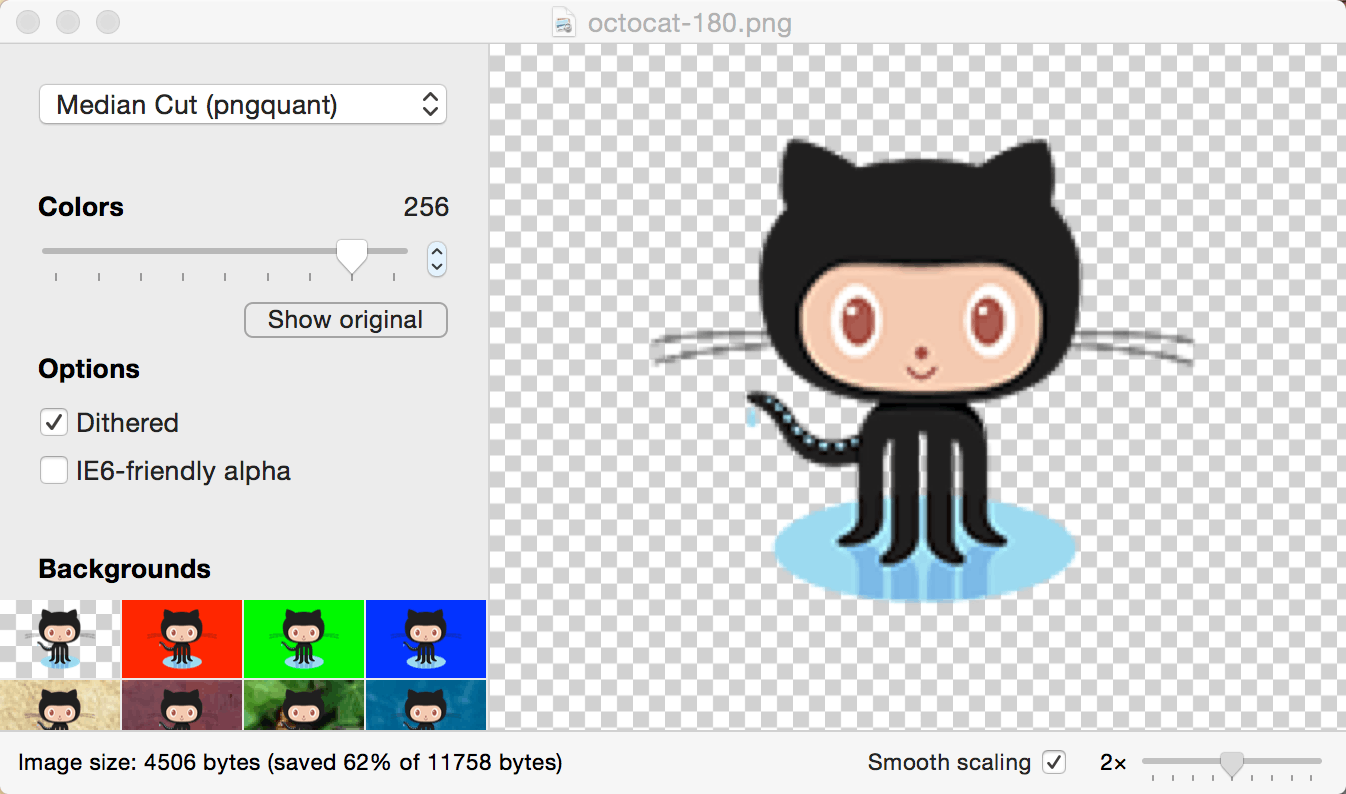 octocat-180.png
Median Cut (pngquant)
Colors 256
Show original
Options
Dithered
IE6-friendly alpha
Backgrounds
Image size: 4506 bytes (saved 62% of 11758 bytes) Smooth scaling 2×